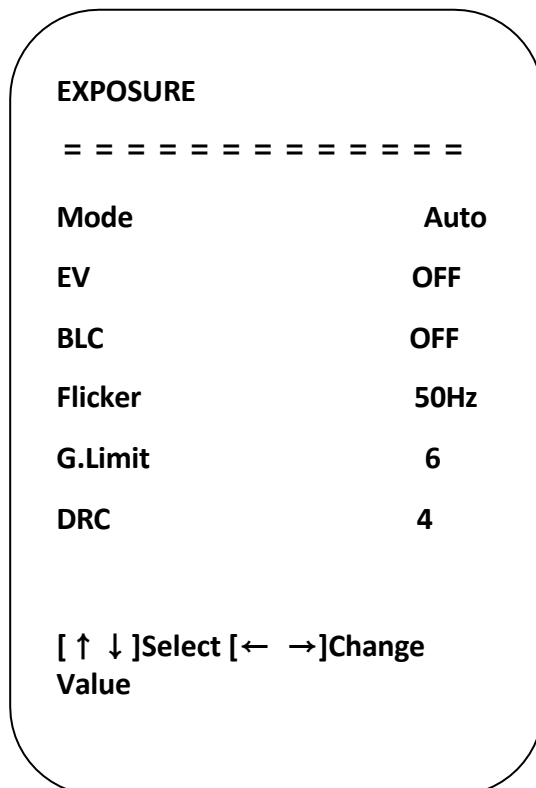 EXPOSURE
= = = = = = = = = = = = =
Mode Auto
EV OFF
BLC OFF
Flicker 50Hz
G.Limit 6
DRC 4
[ ↑ ↓ ]Select [← →]Change
Value